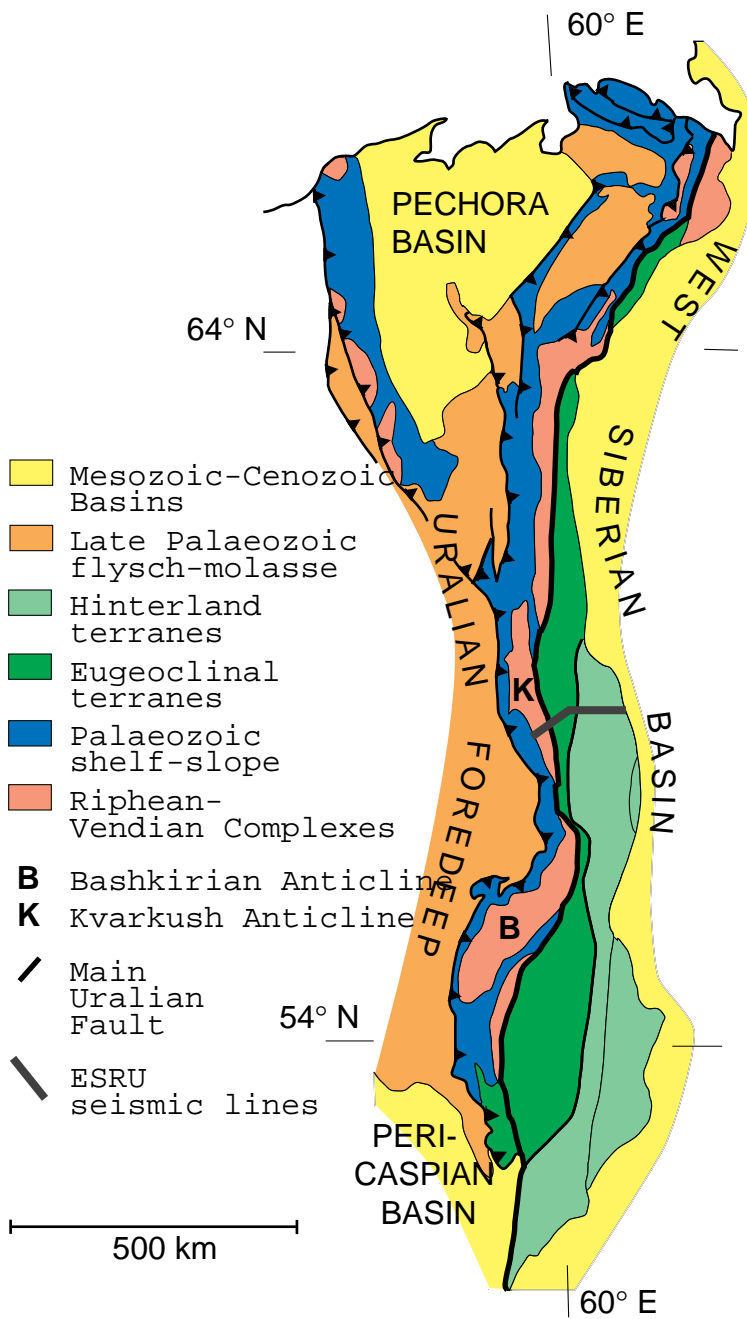 60° E
PECHORA
BASIN
WEST
64° N
SIBERIAN
BASIN
URALIAN
FOREDEEP
Mesozoic-Cenozoic
Basins
Late Palaeozoic
flysch-molasse
Hinterland
terranes
Eugeoclinal
terranes
Palaeozoic
shelf-slope
Riphean-
Vendian Complexes
B Bashkirian Anticline
K Kvarkush Anticline
Main
Uralian
Fault
ESRU
seismic lines
K
B
54° N
PERI-
CASPIAN
BASIN
500 km
60° E